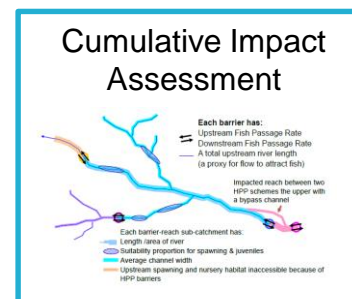 Cumulative Impact
Assessment
Each barrier has:
Upstream Fish Passage Rate
Downstream Fish Passage Rate
A total upstream river length
(a proxy for flow to attract fish)
Impacted reach between two
HPP schemes the upper with
a bypass channel
Each barrier-reach sub-catchment has:
Length /area of river
Suitability proportion for spawning & juveniles
Average channel width
Upstream spawning and nursery habitat inaccessible because of
HPP barriers